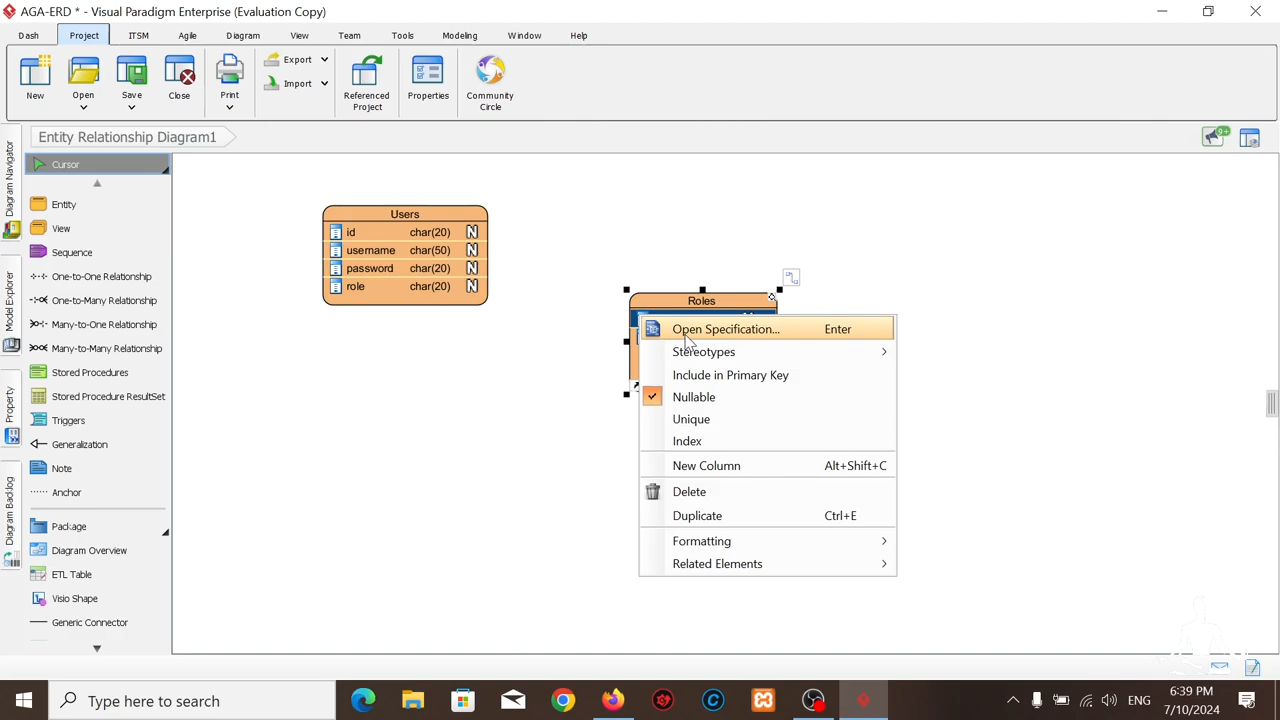 AGA-ERD * - Visual Paradigm Enterprise (Evaluation Copy)
Dash Project ITSM Agile Diagram View Team Tools Modeling Window Help
New Open Save Close Print Export Import Referenced Project Properties Community Circle
Entity Relationship Diagram1
9+
Diagram Navigator
Model Explorer
Property
Diagram Backlog
Cursor
Entity
View
Sequence
One-to-One Relationship
One-to-Many Relationship
Many-to-One Relationship
Many-to-Many Relationship
Stored Procedures
Stored Procedure ResultSet
Triggers
Generalization
Note
Anchor
Package
Diagram Overview
ETL Table
Visio Shape
Generic Connector
Users
id char(20) N
username char(50) N
password char(20) N
role char(20) N
Roles
Open Specification... Enter
Stereotypes
Include in Primary Key
Nullable
Unique
Index
New Column Alt+Shift+C
Delete
Duplicate Ctrl+E
Formatting
Related Elements
Type here to search
ENG
6:39 PM
7/10/2024